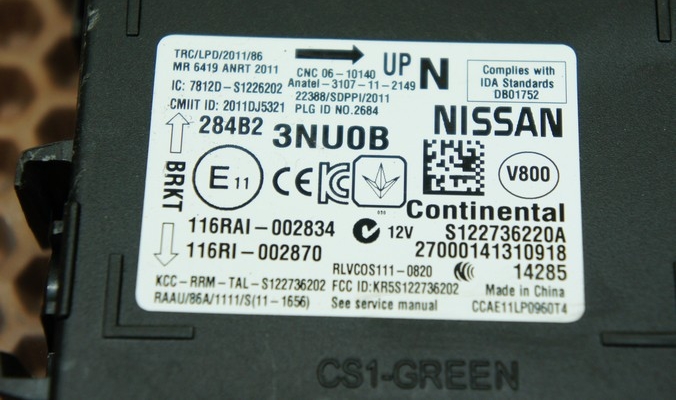 TRC/LPD/2011/86
MR 6419 ANRT 2011
UP N
Complies with
IDA Standards
DB01752
CNC 06-10140
IC: 7812D-S1226202 Anatel-3107-11-2149
22388/SDPPI/2011
CMIIT ID: 2011DJ5321 PLG ID NO.2684
284B2 3NU0B NISSAN
BRKT
E 11
CE
KC
V800
Continental
116RAI-002834 12V S122736220A
116RI-002870 27000141310918
RLVCOS111-0820 14285
KCC-RRM-TAL-S122736202 FCC ID:KR5S122736202 Made in China
RAAU/86A/1111/S(11-1656) See service manual CCAE11LP0960T4
CS1-GREEN